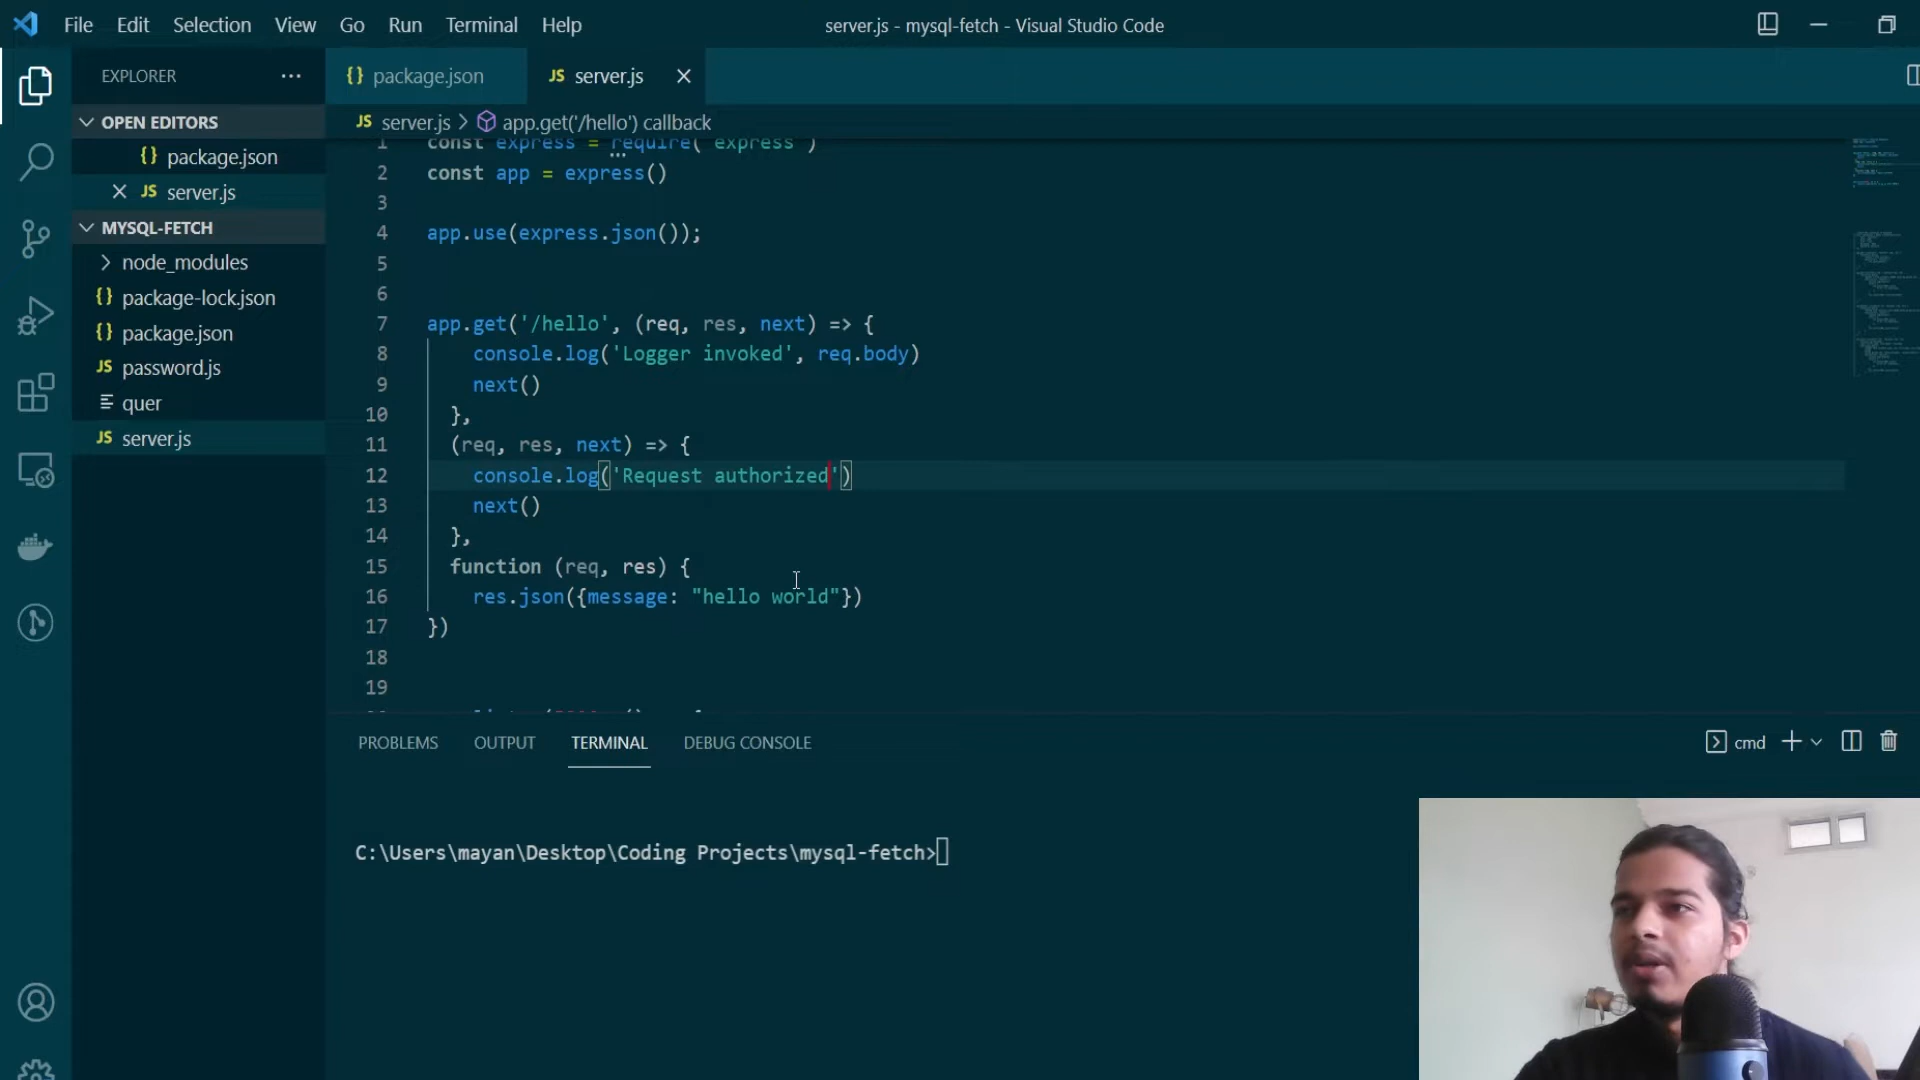 File Edit Selection View Go Run Terminal Help
server.js - mysql-fetch - Visual Studio Code
EXPLORER
OPEN EDITORS
{} package.json
JS server.js
MYSQL-FETCH
node_modules
{} package-lock.json
{} package.json
JS password.js
quer
JS server.js
{} package.json
JS server.js
JS server.js > app.get('/hello') callback
1 const express = require('express')
2 const app = express()
3
4 app.use(express.json());
5
6
7 app.get('/hello', (req, res, next) => {
8 console.log('Logger invoked', req.body)
9 next()
10 },
11 (req, res, next) => {
12 console.log('Request authorized')
13 next()
14 },
15 function (req, res) {
16 res.json({message: "hello world"})
17 })
18
19
PROBLEMS OUTPUT TERMINAL DEBUG CONSOLE
cmd
C:\Users\mayan\Desktop\Coding Projects\mysql-fetch>